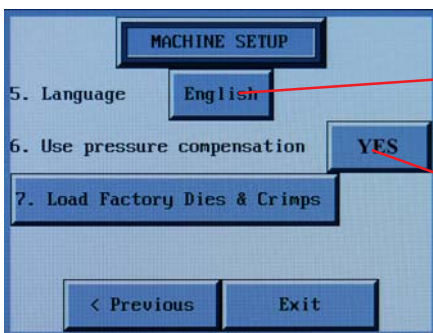 MACHINE SETUP
5. Language English
6. Use pressure compensation YES
7. Load Factory Dies & Crimps
< Previous Exit